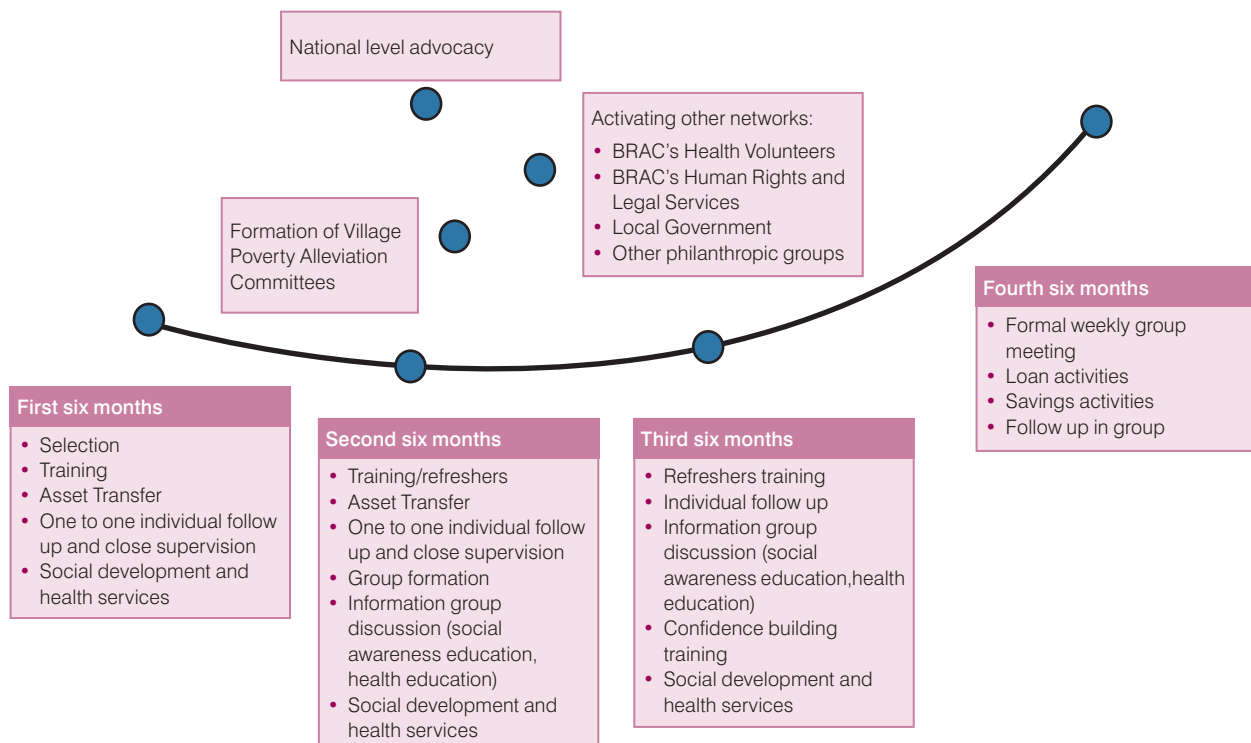 National level advocacy
Activating other networks:
• BRAC's Health Volunteers
• BRAC's Human Rights and
Legal Services
• Local Government
• Other philanthropic groups
Formation of Village
Poverty Alleviation
Committees
First six months
• Selection
• Training
• Asset Transfer
• One to one individual follow
up and close supervision
• Social development and
health services
Second six months
• Training/refreshers
• Asset Transfer
• One to one individual follow
up and close supervision
• Group formation
• Information group
discussion (social
awareness education,
health education)
• Social development and
health services
Third six months
• Refreshers training
• Individual follow up
• Information group
discussion (social
awareness education,health
education)
• Confidence building
training
• Social development and
health services
Fourth six months
• Formal weekly group
meeting
• Loan activities
• Savings activities
• Follow up in group